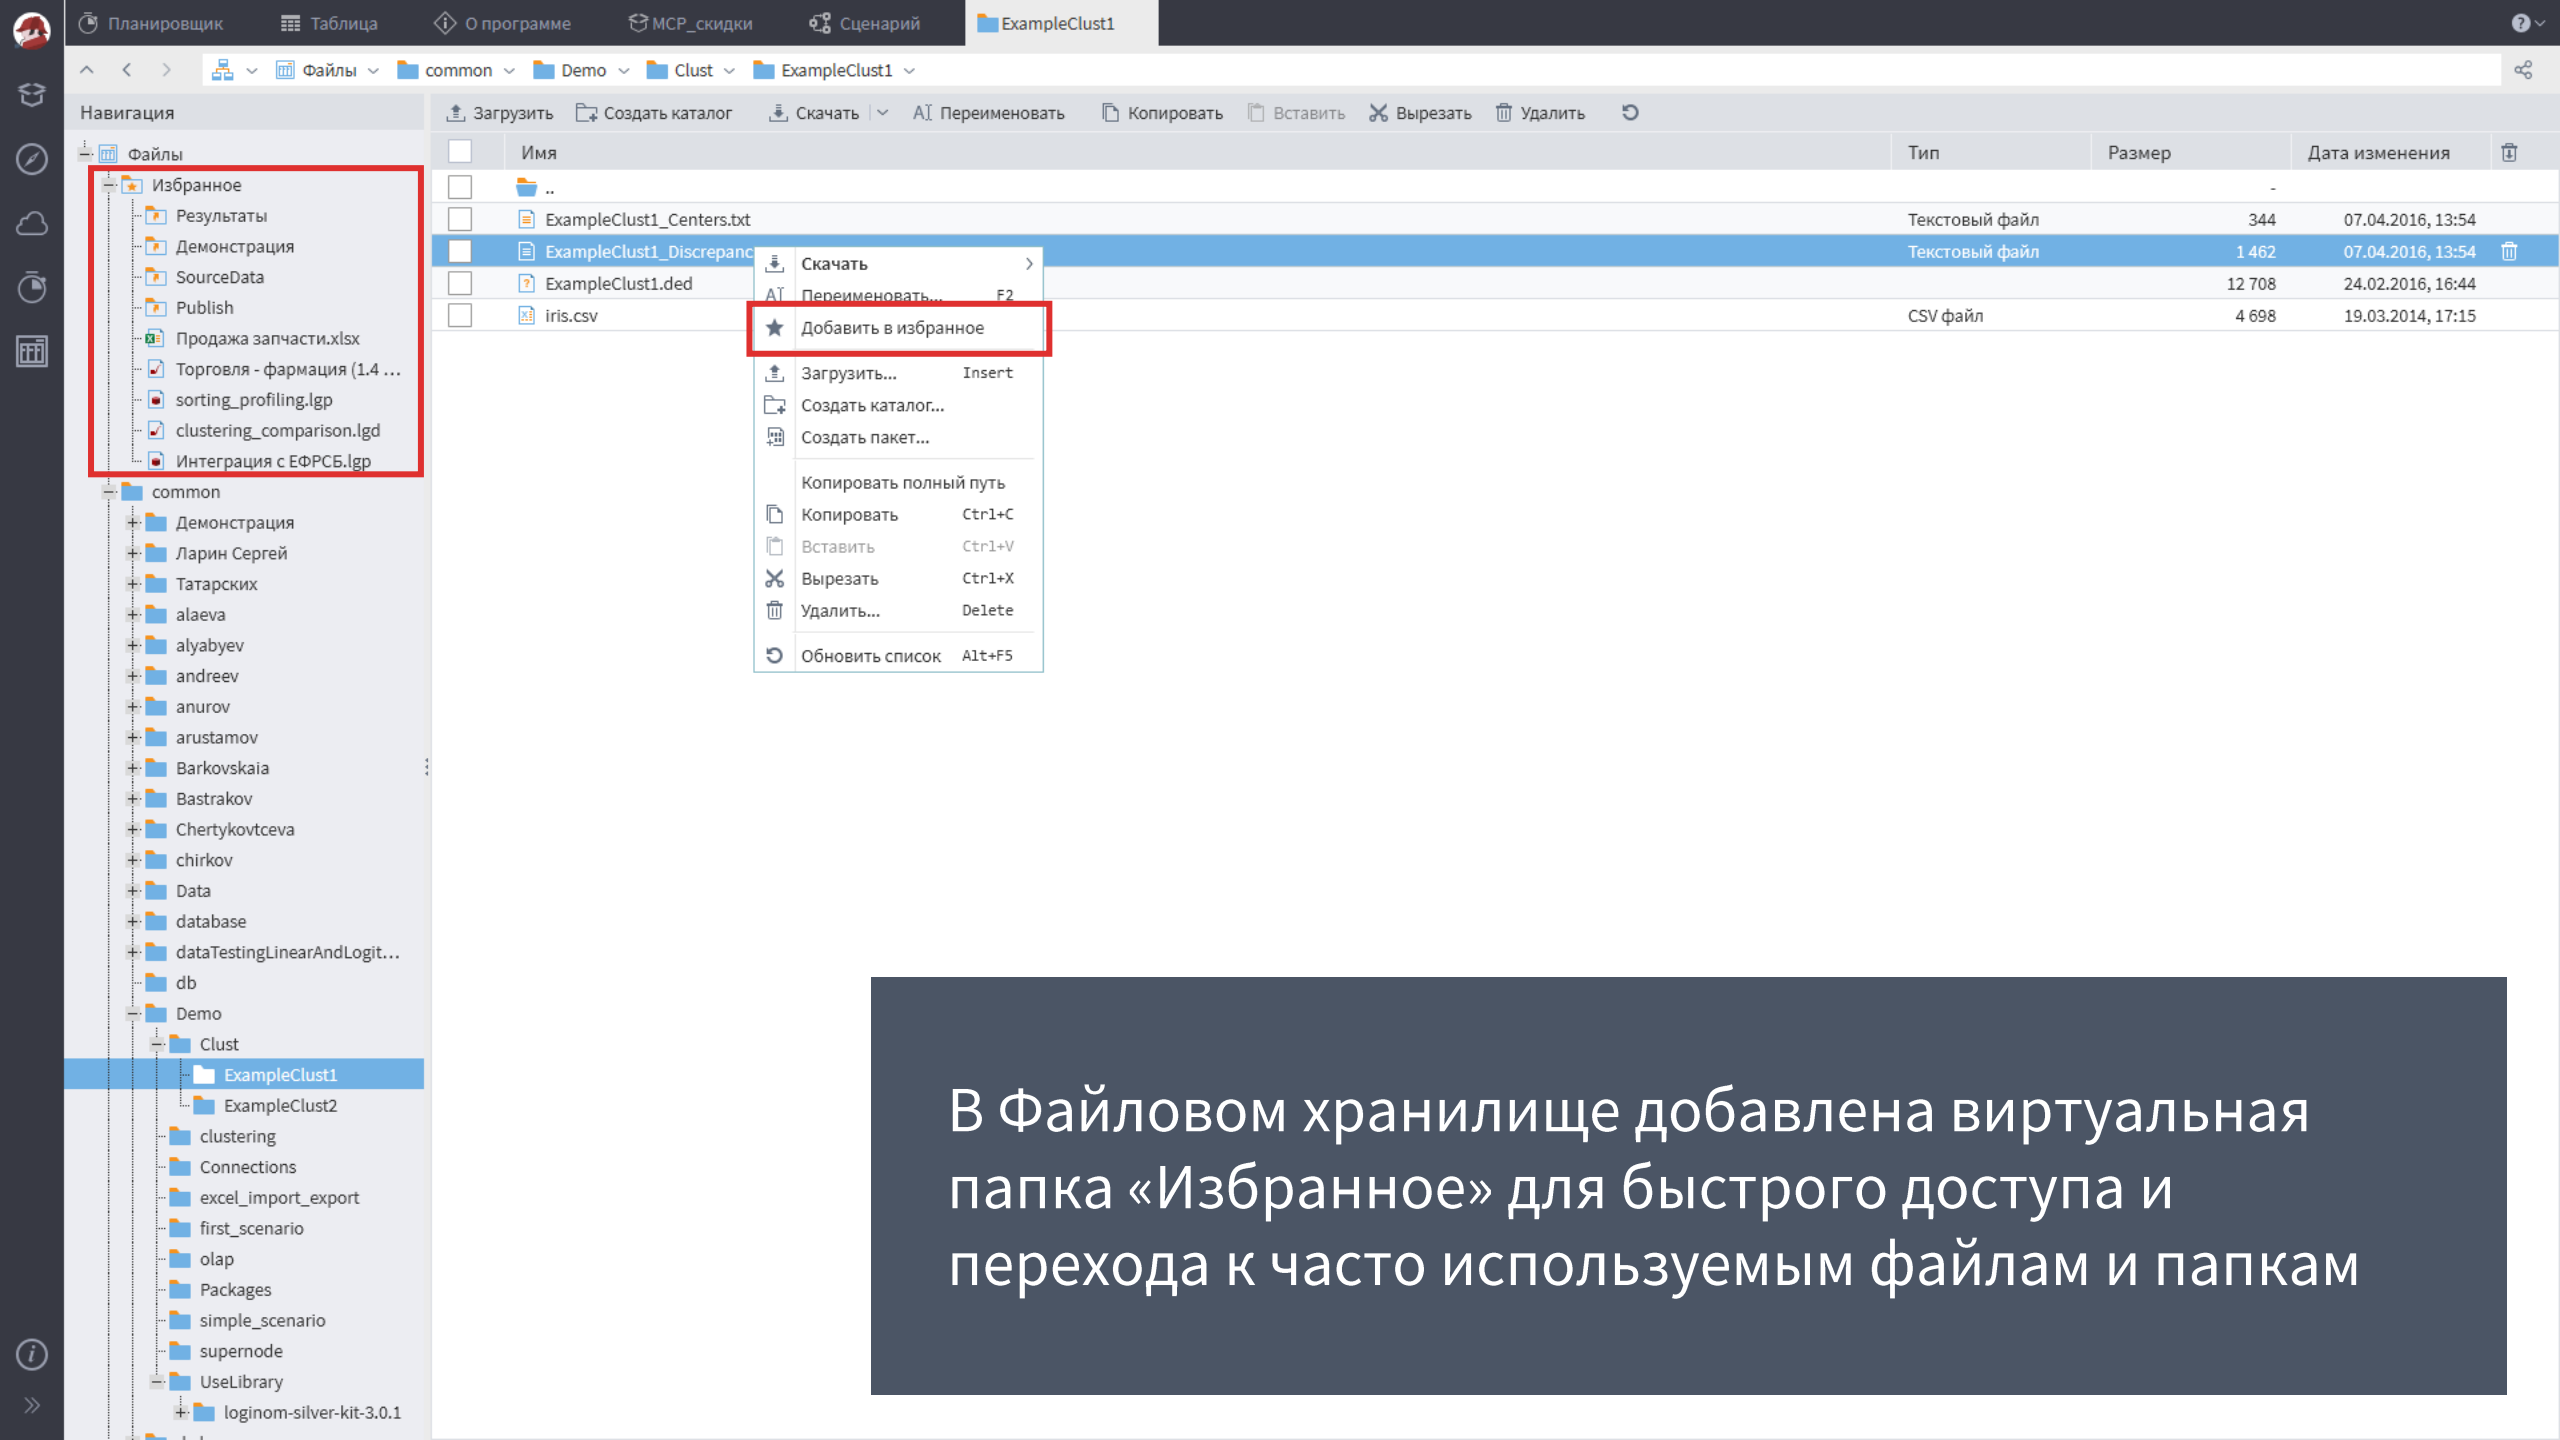 Планировщик
Таблица
О программе
MCP_скидки
Сценарий
ExampleClust1
Файлы
common
Demo
Clust
ExampleClust1
Навигация
Загрузить
Создать каталог
Скачать
Переименовать
Копировать
Вставить
Вырезать
Удалить
Файлы
Избранное
Результаты
Демонстрация
SourceData
Publish
Продажа запчасти.xlsx
Торговля - фармация (1.4 ...
sorting_profiling.lgp
clustering_comparison.lgd
Интеграция с ЕФРСБ.lgp
common
Демонстрация
Ларин Сергей
Татарских
alaeva
alyabyev
andreev
anurov
arustamov
Barkovskaia
Bastrakov
Chertykovtceva
chirkov
Data
database
dataTestingLinearAndLogit...
db
Demo
Clust
ExampleClust1
ExampleClust2
clustering
Connections
excel_import_export
first_scenario
olap
Packages
simple_scenario
supernode
UseLibrary
loginom-silver-kit-3.0.1
Имя Тип Размер Дата изменения
.. -
ExampleClust1_Centers.txt Текстовый файл 344 07.04.2016, 13:54
ExampleClust1_Discrepanc Текстовый файл 1 462 07.04.2016, 13:54
ExampleClust1.ded 12 708 24.02.2016, 16:44
iris.csv CSV файл 4 698 19.03.2014, 17:15
Скачать
Переименовать... F2
Добавить в избранное
Загрузить... Insert
Создать каталог...
Создать пакет...
Копировать полный путь
Копировать Ctrl+C
Вставить Ctrl+V
Вырезать Ctrl+X
Удалить... Delete
Обновить список Alt+F5
В Файловом хранилище добавлена виртуальная
папка «Избранное» для быстрого доступа и
перехода к часто используемым файлам и папкам